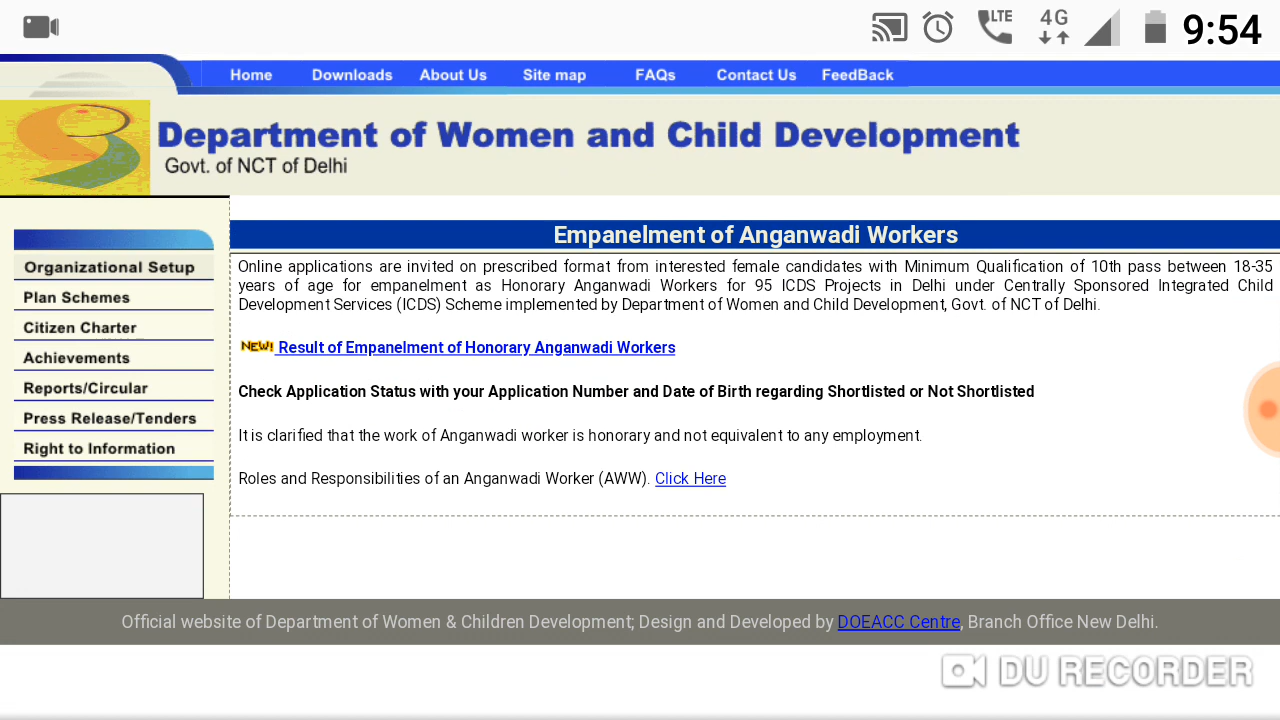 LTE 4G 9:54
Home Downloads About Us Site map FAQs Contact Us FeedBack
Department of Women and Child Development
Govt. of NCT of Delhi
Organizational Setup
Plan Schemes
Citizen Charter
Achievements
Reports/Circular
Press Release/Tenders
Right to Information
Empanelment of Anganwadi Workers
Online applications are invited on prescribed format from interested female candidates with Minimum Qualification of 10th pass between 18-35
years of age for empanelment as Honorary Anganwadi Workers for 95 ICDS Projects in Delhi under Centrally Sponsored Integrated Child
Development Services (ICDS) Scheme implemented by Department of Women and Child Development, Govt. of NCT of Delhi.
NEW! Result of Empanelment of Honorary Anganwadi Workers
Check Application Status with your Application Number and Date of Birth regarding Shortlisted or Not Shortlisted
It is clarified that the work of Anganwadi worker is honorary and not equivalent to any employment.
Roles and Responsibilities of an Anganwadi Worker (AWW). Click Here
Official website of Department of Women & Children Development; Design and Developed by DOEACC Centre, Branch Office New Delhi.
DU RECORDER